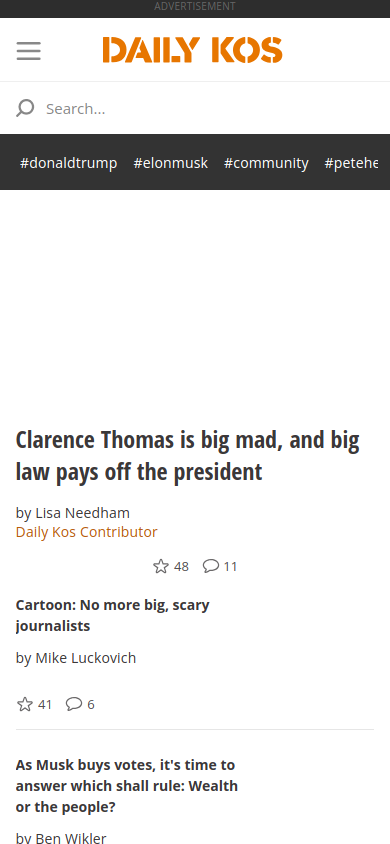 ADVERTISEMENT
DAILY KOS
Search...
#donaldtrump #elonmusk #community #petehe
Clarence Thomas is big mad, and big
law pays off the president
by Lisa Needham
Daily Kos Contributor
48 11
Cartoon: No more big, scary
journalists
by Mike Luckovich
41 6
As Musk buys votes, it's time to
answer which shall rule: Wealth
or the people?
by Ben Wikler